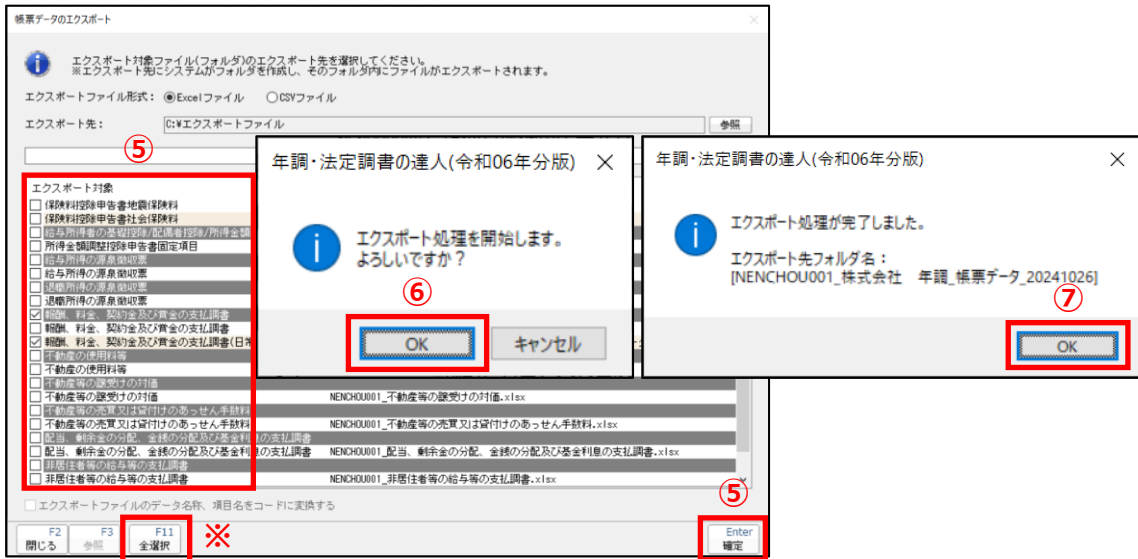 帳票データのエクスポート
エクスポート対象ファイル(フォルダ)のエクスポート先を選択してください。
※エクスポート先にシステムがフォルダを作成し、そのフォルダ内にファイルがエクスポートされます。
エクスポートファイル形式： Excelファイル CSVファイル
エクスポート先： C:¥エクスポートファイル 参照
⑤
エクスポート対象
保険料控除申告書地震保険料
保険料控除申告書社会保険料
給与所得者の基礎控除/配偶者控除/所得金額
所得金額調整控除申告書固定項目
給与所得の源泉徴収票
給与所得の源泉徴収票
退職所得の源泉徴収票
退職所得の源泉徴収票
報酬、料金、契約金及び賞金の支払調書
報酬、料金、契約金及び賞金の支払調書(日
不動産の使用料等
不動産の使用料等
不動産等の譲受けの対価
不動産等の譲受けの対価 NENCHOU001_不動産等の譲受けの対価.xlsx
不動産等の売買又は貸付けのあっせん手数料
不動産等の売買又は貸付けのあっせん手数料 NENCHOU001_不動産等の売買又は貸付けのあっせん手数料.xlsx
配当、剰余金の分配、金銭の分配及び基金利息の支払調書
配当、剰余金の分配、金銭の分配及び基金利息の支払調書 NENCHOU001_配当、剰余金の分配、金銭の分配及び基金利息の支払調書.xlsx
非居住者等の給与等の支払調書
非居住者等の給与等の支払調書 NENCHOU001_非居住者等の給与等の支払調書.xlsx
エクスポートファイルのデータ名称、項目名をコードに変換する
F2 閉じる
F3 参照
F11 全選択
※
⑤
Enter 確定
年調・法定調書の達人(令和06年分版)
エクスポート処理を開始します。
よろしいですか？
⑥
OK キャンセル
年調・法定調書の達人(令和06年分版)
エクスポート処理が完了しました。
エクスポート先フォルダ名：
[NENCHOU001_株式会社　年調_帳票データ_20241026]
⑦
OK